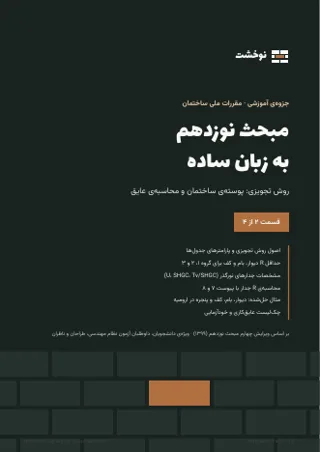 نوخشت
جزوه‌ی آموزشی · مقررات ملی ساختمان
مبحث نوزدهم
به زبان ساده
روش تجویزی: پوسته‌ی ساختمان و محاسبه‌ی عایق
قسمت ۲ از ۴
اصول روش تجویزی و پارامترهای جدول‌ها
حداقل R دیوار، بام و کف برای گروه ۱، ۲ و ۳
مشخصات جدارهای نورگذر (U، SHGC، Tv/SHGC)
محاسبه‌ی R جدار با پیوست ۷ و ۸
مثال حل‌شده: دیوار، بام، کف و پنجره در ارومیه
چک‌لیست عایق‌کاری و خودآزمایی
بر اساس ویرایش چهارم مبحث نوزدهم (۱۳۹۹) · ویژه‌ی دانشجویان، داوطلبان آزمون نظام مهندسی، طراحان و ناظران